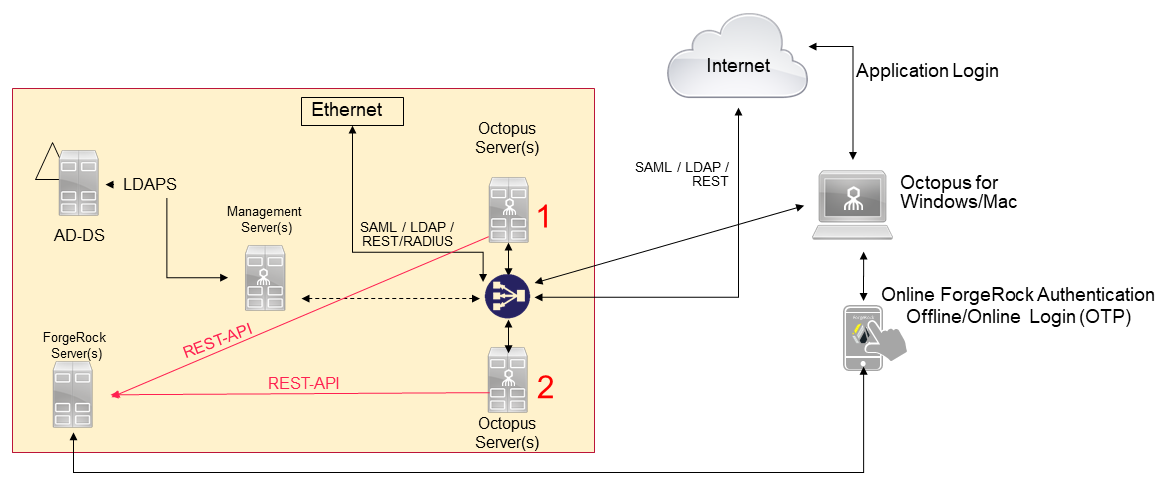 Internet
Application Login
Ethernet
Octopus
Server(s)
SAML / LDAP /
REST
LDAPS
AD-DS
Management
Server(s)
SAML / LDAP /
REST/RADIUS
1
Octopus for
Windows/Mac
Online ForgeRock Authentication
Offline/Online Login (OTP)
ForgeRock
ForgeRock
Server(s)
REST-API
REST-API
2
Octopus
Server(s)